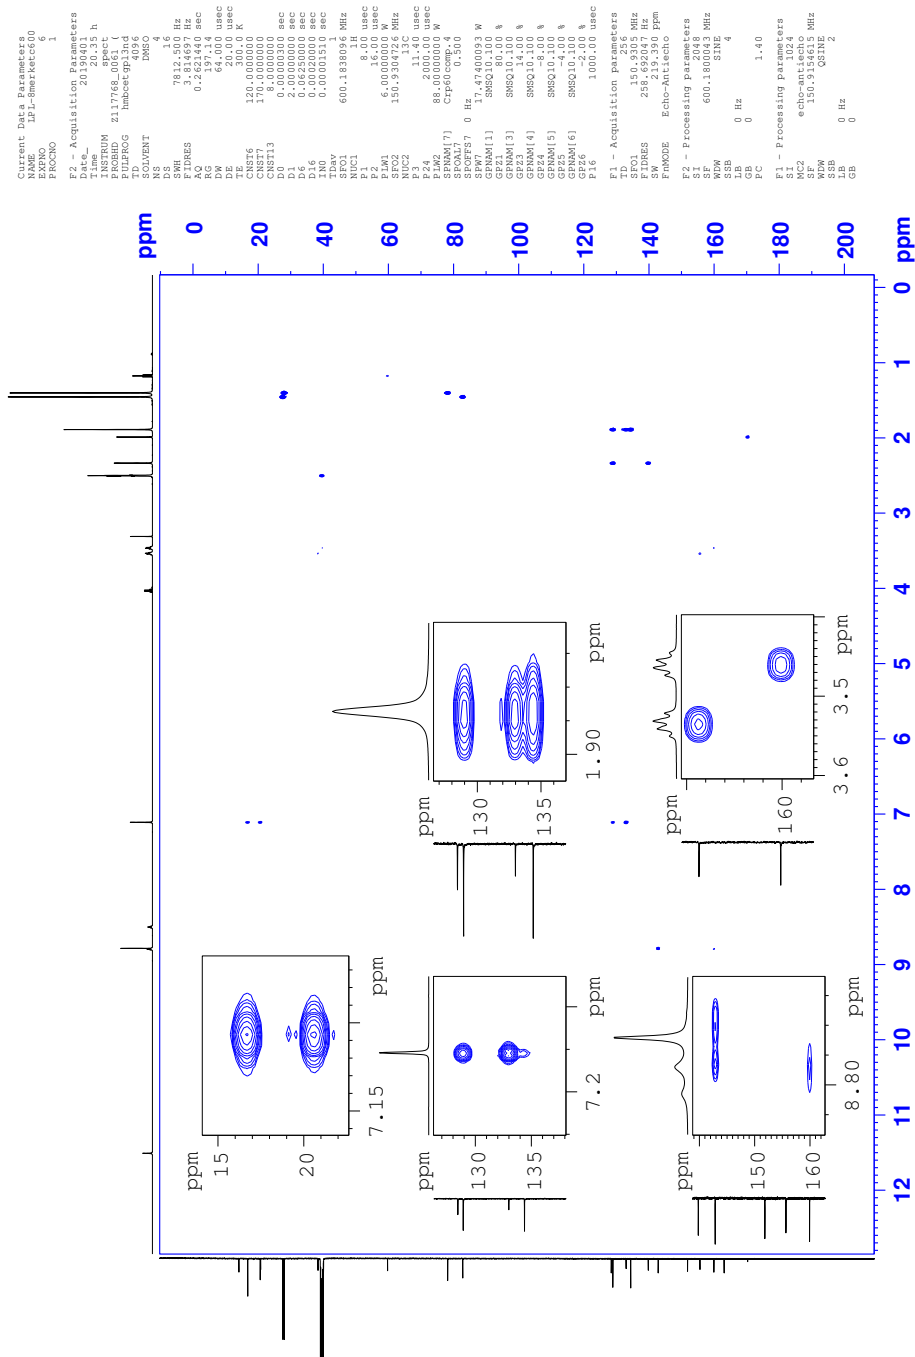 Current Data Parameters
NAME LPL-8merketc600
EXPNO 6
PROCNO 1
F2 - Acquisition Parameters
Date_ 20190401
Time 20.35 h
INSTRUM spect
PROBHD Z117768_0061 (
PULPROG hmbcetgpl3nd
TD 4096
SOLVENT DMSO
NS 4
DS 16
SWH 7812.500 Hz
FIDRES 3.814697 Hz
AQ 0.2621440 sec
RG 197.14
DW 64.000 usec
DE 20.00 usec
TE 300.0 K
CNST6 120.0000000
CNST7 170.0000000
CNST13 8.0000000
D0 0.00000300 sec
D1 2.00000000 sec
D6 0.06250000 sec
D16 0.00020000 sec
IN0 0.00001510 sec
TDav 1
SFO1 600.1838096 MHz
NUC1 1H
P1 8.00 usec
P2 16.00 usec
PLW1 6.00000000 W
SFO2 150.9304726 MHz
NUC2 13C
P3 11.40 usec
P24 2000.00 usec
PLW2 88.00000000 W
SPNAM[7] Crp60comp.4
SPOAL7 0.500
SPOFFS7 0 Hz
SPW7 17.47400093 W
GPNAM[1] SMSQ10.100
GPZ1 80.00 %
GPNAM[3] SMSQ10.100
GPZ3 14.00 %
GPNAM[4] SMSQ10.100
GPZ4 -8.00 %
GPNAM[5] SMSQ10.100
GPZ5 -4.00 %
GPNAM[6] SMSQ10.100
GPZ6 -2.00 %
P16 1000.00 usec
F1 - Acquisition parameters
TD 256
SFO1 150.9305 MHz
FIDRES 258.692047 Hz
SW 219.390 ppm
FnMODE Echo-Antiecho
F2 - Processing parameters
SI 2048
SF 600.1800043 MHz
WDW SINE
SSB 4
LB 0 Hz
GB 0
PC 1.40
F1 - Processing parameters
SI 1024
MC2 echo-antiecho
SF 150.9154615 MHz
WDW QSINE
SSB 2
LB 0 Hz
GB 0
ppm
0
20
40
60
80
100
120
140
160
180
200
ppm
0
1
2
3
4
5
6
7
8
9
10
11
12
ppm
130
135
1.90
ppm
ppm
160
3.5
3.6
ppm
ppm
15
20
7.15
ppm
ppm
130
135
7.2
ppm
ppm
150
160
8.80
ppm